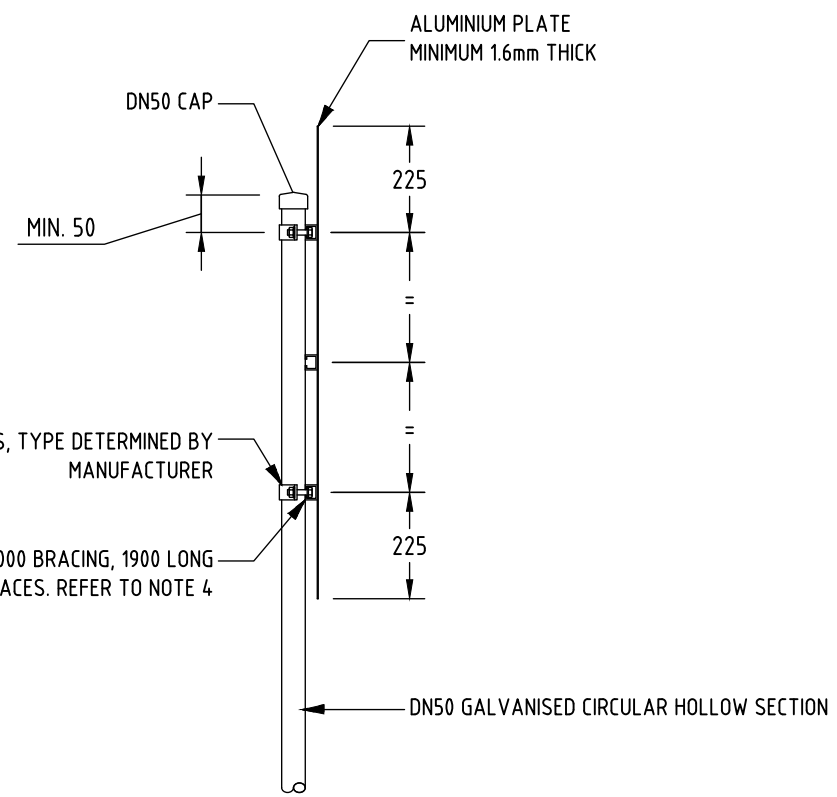 ALUMINIUM PLATE
MINIMUM 1.6mm THICK
DN50 CAP
225
MIN. 50
=
=
S, TYPE DETERMINED BY
MANUFACTURER
000 BRACING, 1900 LONG
ACES. REFER TO NOTE 4
225
DN50 GALVANISED CIRCULAR HOLLOW SECTION